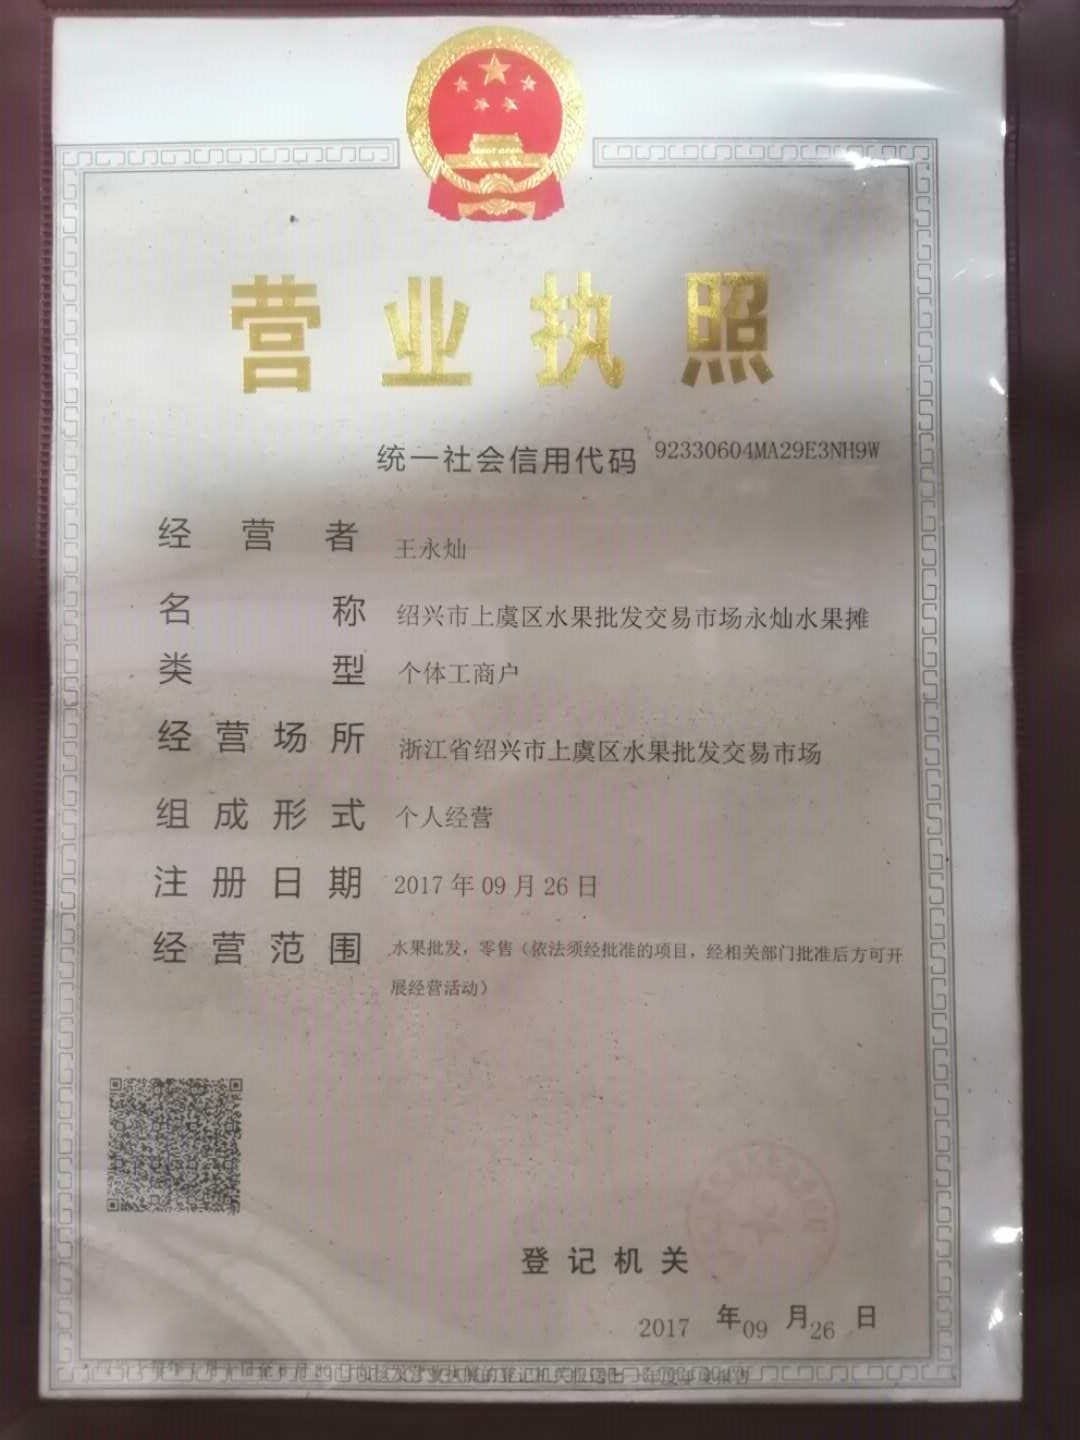 营业执照
统一社会信用代码 92330604MA29E3NH9W
经营者 王永灿
名称 绍兴市上虞区水果批发交易市场永灿水果摊
类型 个体工商户
经营场所 浙江省绍兴市上虞区水果批发交易市场
组成形式 个人经营
注册日期 2017年09月26日
经营范围 水果批发，零售（依法须经批准的项目，经相关部门批准后方可开
展经营活动）
登记机关
2017 年 09 月 26 日